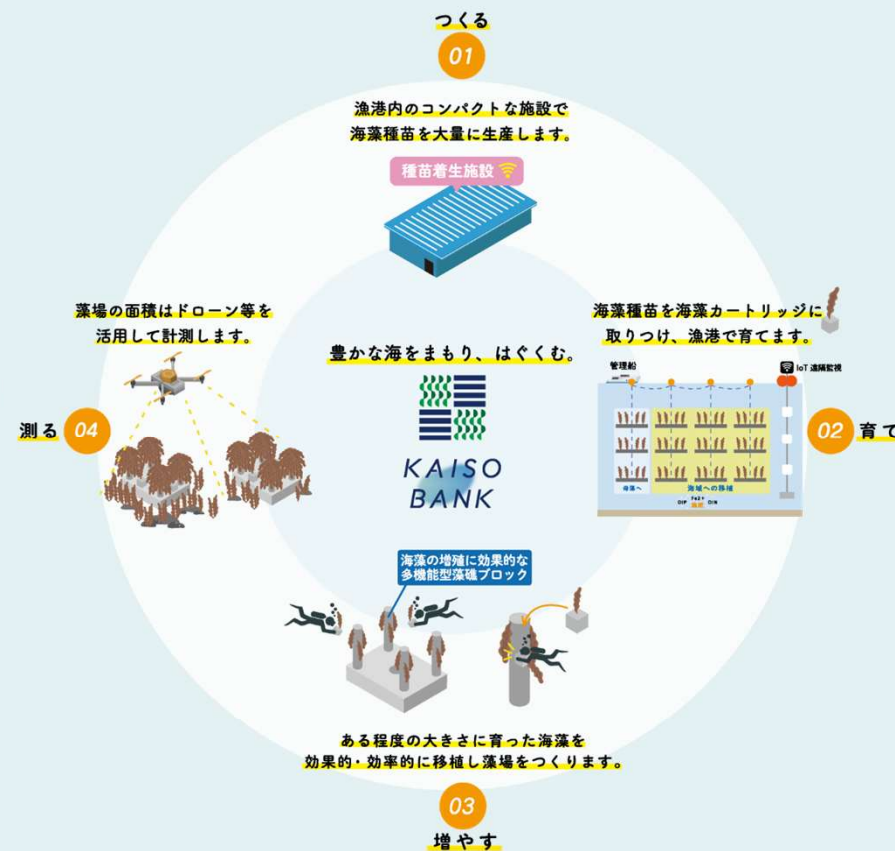 つくる
01
漁港内のコンパクトな施設で
海藻種苗を大量に生産します。
種苗着生施設
藻場の面積はドローン等を
活用して計測します。
測る 04
豊かな海をまもり、はぐくむ。
KAISO
BANK
海藻種苗を海藻カートリッジに
取りつけ、漁港で育てます。
管理船
IoT 遠隔監視
母藻へ
海域への移植
Fe2+
DIP 施肥 DIN
02 育て
海藻の増殖に効果的な
多機能型藻礁ブロック
ある程度の大きさに育った海藻を
効果的・効率的に移植し藻場をつくります。
03
増やす